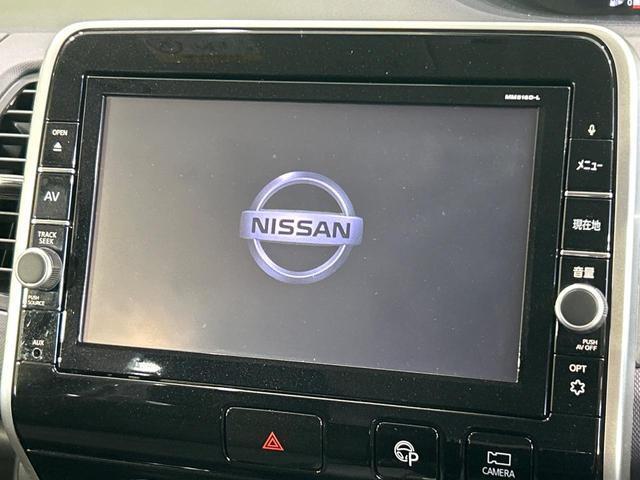 MM516D-L
OPEN
AV
TRACK
SEEK
PUSH
SOURCE
AUX
NISSAN
メニュー
現在地
音量
PUSH
AV OFF
OPT
P
CAMERA